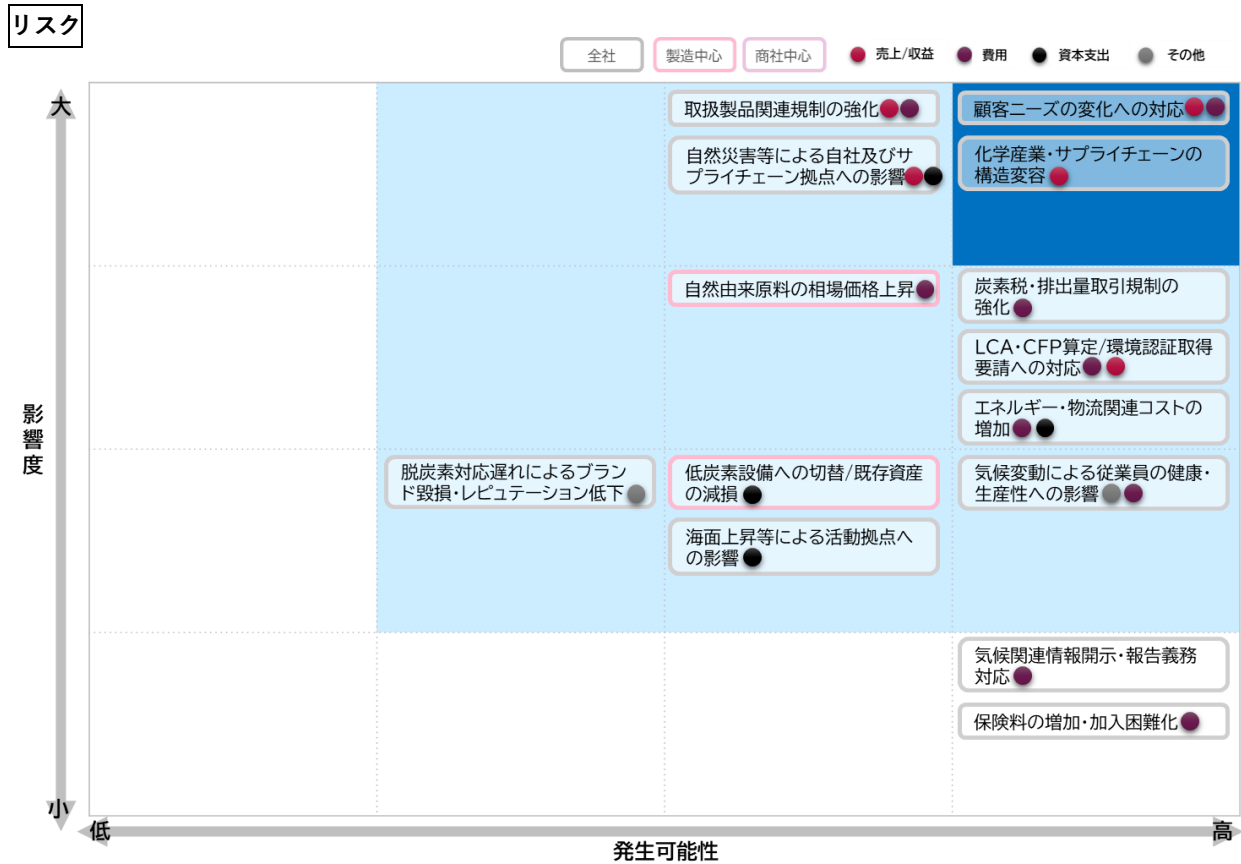 リスク
全社
製造中心
商社中心
売上/収益
費用
資本支出
その他
大
取扱製品関連規制の強化
顧客ニーズの変化への対応
自然災害等による自社及びサ
プライチェーン拠点への影響
化学産業・サプライチェーンの
構造変容
自然由来原料の相場価格上昇
炭素税・排出量取引規制の
強化
LCA・CFP算定/環境認証取得
要請への対応
エネルギー・物流関連コストの
増加
影響度
脱炭素対応遅れによるブラン
ド毀損・レピュテーション低下
低炭素設備への切替/既存資産
の減損
気候変動による従業員の健康・
生産性への影響
海面上昇等による活動拠点へ
の影響
気候関連情報開示・報告義務
対応
保険料の増加・加入困難化
小
低
高
発生可能性